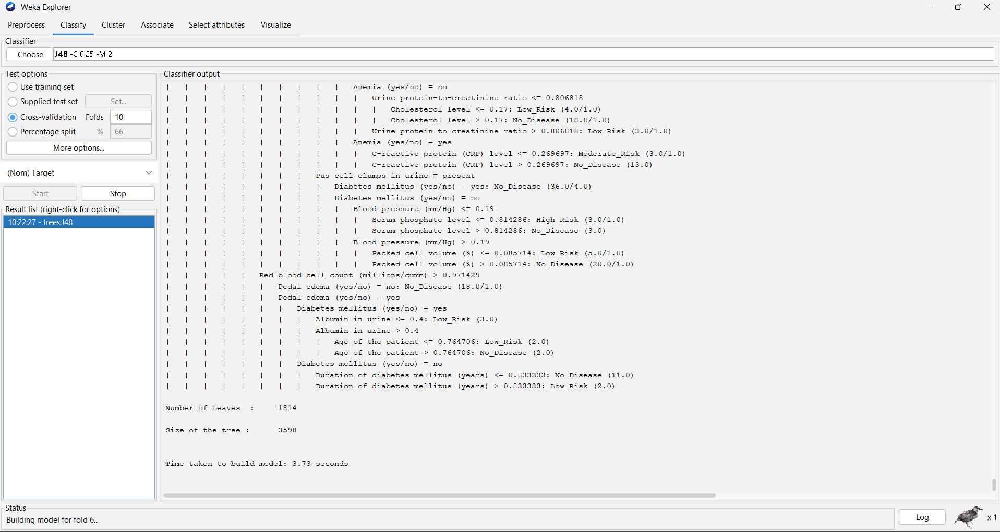 Weka Explorer
Preprocess Classify Cluster Associate Select attributes Visualize
Classifier
Choose J48 -C 0.25 -M 2
Test options
Use training set
Supplied test set Set...
Cross-validation Folds 10
Percentage split % 66
More options...
(Nom) Target
Start Stop
Result list (right-click for options)
10:22:27 - trees.J48
Classifier output
| | | | | | | | | | Anemia (yes/no) = no
| | | | | | | | | | | Urine protein-to-creatinine ratio <= 0.806818
| | | | | | | | | | | | Cholesterol level <= 0.17: Low_Risk (4.0/1.0)
| | | | | | | | | | | | Cholesterol level > 0.17: No_Disease (18.0/1.0)
| | | | | | | | | | | Urine protein-to-creatinine ratio > 0.806818: Low_Risk (3.0/1.0)
| | | | | | | | | | Anemia (yes/no) = yes
| | | | | | | | | | | C-reactive protein (CRP) level <= 0.269697: Moderate_Risk (3.0/1.0)
| | | | | | | | | | | C-reactive protein (CRP) level > 0.269697: No_Disease (13.0)
| | | | | | | | Pus cell clumps in urine = present
| | | | | | | | | Diabetes mellitus (yes/no) = yes: No_Disease (36.0/4.0)
| | | | | | | | | Diabetes mellitus (yes/no) = no
| | | | | | | | | | Blood pressure (mm/Hg) <= 0.19
| | | | | | | | | | | Serum phosphate level <= 0.814286: High_Risk (3.0/1.0)
| | | | | | | | | | | Serum phosphate level > 0.814286: No_Disease (3.0)
| | | | | | | | | | Blood pressure (mm/Hg) > 0.19
| | | | | | | | | | | Packed cell volume (%) <= 0.085714: Low_Risk (5.0/1.0)
| | | | | | | | | | | Packed cell volume (%) > 0.085714: No_Disease (20.0/1.0)
| | | | | Red blood cell count (millions/cumm) > 0.971429
| | | | | | Pedal edema (yes/no) = no: No_Disease (18.0/1.0)
| | | | | | Pedal edema (yes/no) = yes
| | | | | | | Diabetes mellitus (yes/no) = yes
| | | | | | | | Albumin in urine <= 0.4: Low_Risk (3.0)
| | | | | | | | Albumin in urine > 0.4
| | | | | | | | | Age of the patient <= 0.764706: Low_Risk (2.0)
| | | | | | | | | Age of the patient > 0.764706: No_Disease (2.0)
| | | | | | | Diabetes mellitus (yes/no) = no
| | | | | | | | Duration of diabetes mellitus (years) <= 0.833333: No_Disease (11.0)
| | | | | | | | Duration of diabetes mellitus (years) > 0.833333: Low_Risk (2.0)
Number of Leaves : 1814
Size of the tree : 3598
Time taken to build model: 3.73 seconds
Status
Building model for fold 6...
Log
x 1